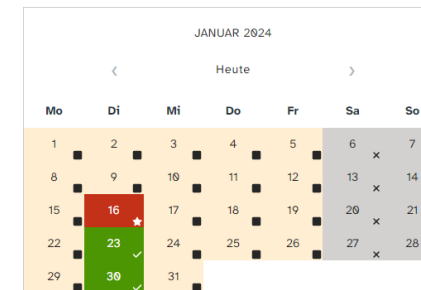 JANUAR 2024
Heute
Mo Di Mi Do Fr Sa So
1 2 3 4 5 6 7
8 9 10 11 12 13 14
15 16 17 18 19 20 21
22 23 24 25 26 27 28
29 30 31